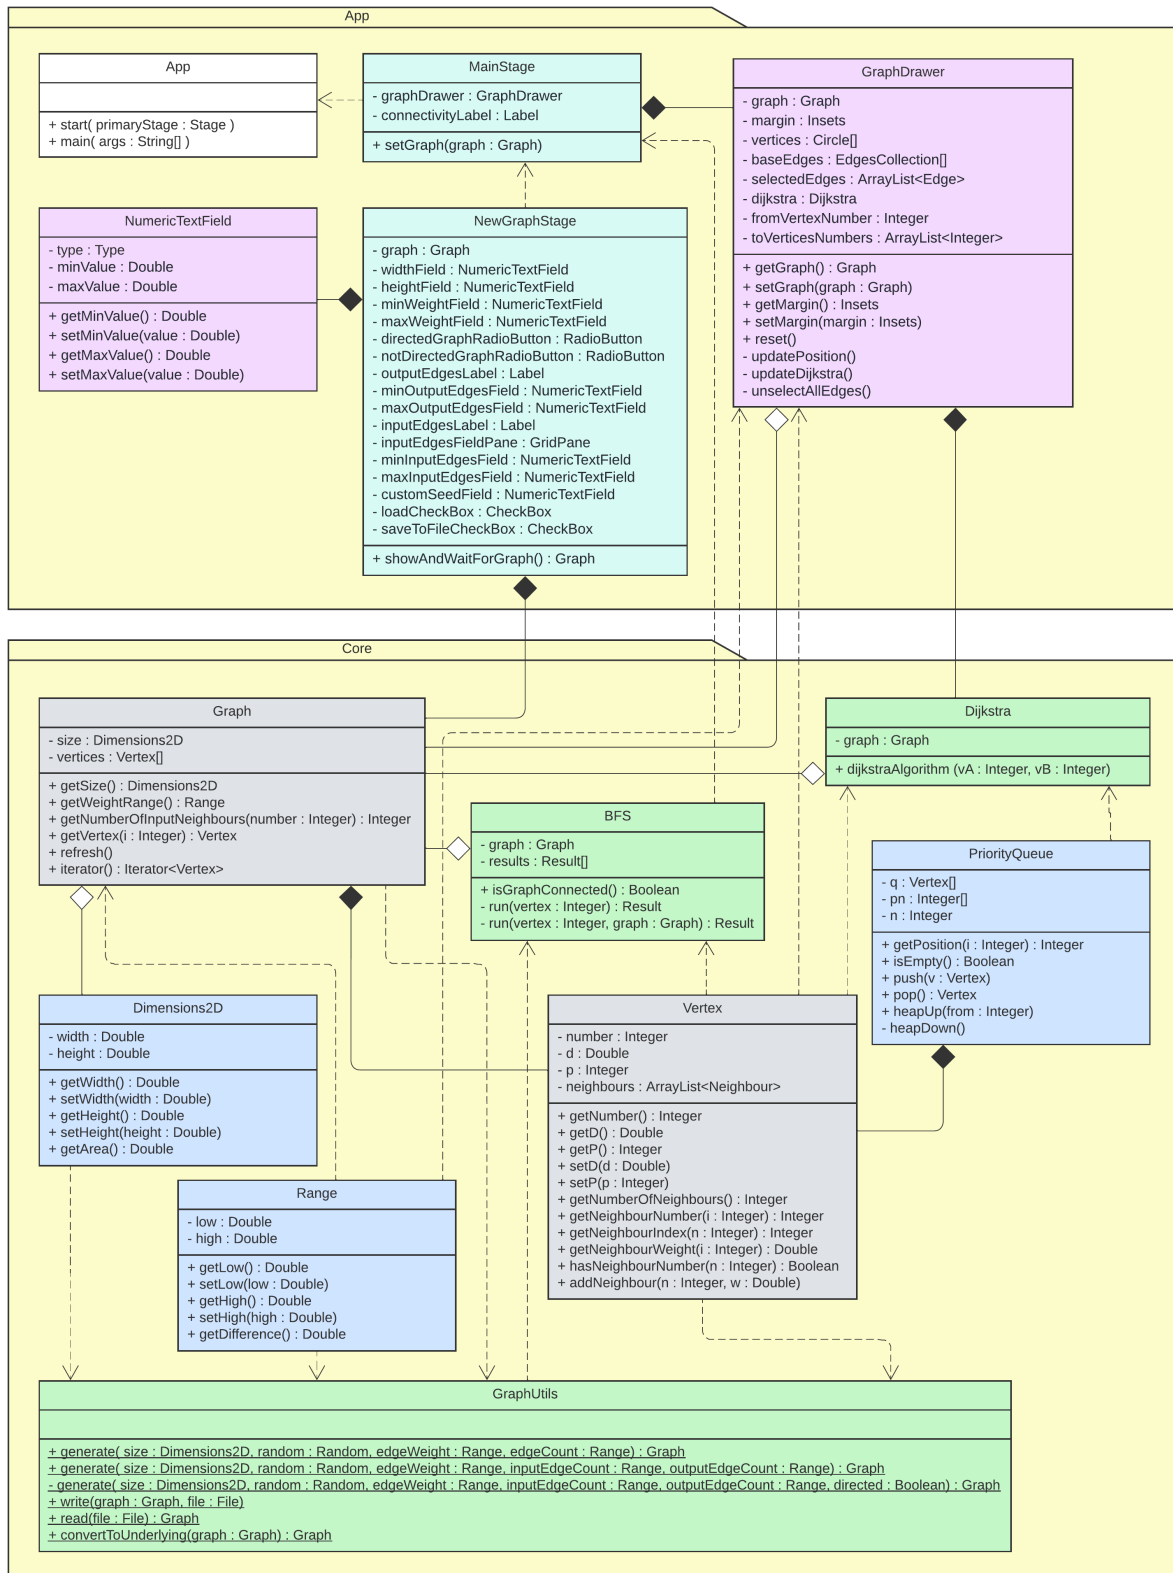 App
App
+ start( primaryStage : Stage )
+ main( args : String[] )
MainStage
- graphDrawer : GraphDrawer
- connectivityLabel : Label
+ setGraph(graph : Graph)
GraphDrawer
- graph : Graph
- margin : Insets
- vertices : Circle[]
- baseEdges : EdgesCollection[]
- selectedEdges : ArrayList<Edge>
- dijkstra : Dijkstra
- fromVertexNumber : Integer
- toVerticesNumbers : ArrayList<Integer>
+ getGraph() : Graph
+ setGraph(graph : Graph)
+ getMargin() : Insets
+ setMargin(margin : Insets)
+ reset()
- updatePosition()
- updateDijkstra()
- unselectAllEdges()
NumericTextField
- type : Type
- minValue : Double
- maxValue : Double
+ getMinValue() : Double
+ setMinValue(value : Double)
+ getMaxValue() : Double
+ setMaxValue(value : Double)
NewGraphStage
- graph : Graph
- widthField : NumericTextField
- heightField : NumericTextField
- minWeightField : NumericTextField
- maxWeightField : NumericTextField
- directedGraphRadioButton : RadioButton
- notDirectedGraphRadioButton : RadioButton
- outputEdgesLabel : Label
- minOutputEdgesField : NumericTextField
- maxOutputEdgesField : NumericTextField
- inputEdgesLabel : Label
- inputEdgesFieldPane : GridPane
- minInputEdgesField : NumericTextField
- maxInputEdgesField : NumericTextField
- customSeedField : NumericTextField
- loadCheckBox : CheckBox
- saveToFileCheckBox : CheckBox
+ showAndWaitForGraph() : Graph
Core
Graph
- size : Dimensions2D
- vertices : Vertex[]
+ getSize() : Dimensions2D
+ getWeightRange() : Range
+ getNumberOfInputNeighbours(number : Integer) : Integer
+ getVertex(i : Integer) : Vertex
+ refresh()
+ iterator() : Iterator<Vertex>
Dijkstra
- graph : Graph
+ dijkstraAlgorithm (vA : Integer, vB : Integer)
BFS
- graph : Graph
- results : Result[]
+ isGraphConnected() : Boolean
- run(vertex : Integer) : Result
- run(vertex : Integer, graph : Graph) : Result
PriorityQueue
- q : Vertex[]
- pn : Integer[]
- n : Integer
+ getPosition(i : Integer) : Integer
+ isEmpty() : Boolean
+ push(v : Vertex)
+ pop() : Vertex
+ heapUp(from : Integer)
- heapDown()
Dimensions2D
- width : Double
- height : Double
+ getWidth() : Double
+ setWidth(width : Double)
+ getHeight() : Double
+ setHeight(height : Double)
+ getArea() : Double
Vertex
- number : Integer
- d : Double
- p : Integer
- neighbours : ArrayList<Neighbour>
+ getNumber() : Integer
+ getD() : Double
+ getP() : Integer
+ setD(d : Double)
+ setP(p : Integer)
+ getNumberOfNeighbours() : Integer
+ getNeighbourNumber(i : Integer) : Integer
+ getNeighbourIndex(n : Integer) : Integer
+ getNeighbourWeight(i : Integer) : Double
+ hasNeighbourNumber(n : Integer) : Boolean
+ addNeighbour(n : Integer, w : Double)
Range
- low : Double
- high : Double
+ getLow() : Double
+ setLow(low : Double)
+ getHigh() : Double
+ setHigh(high : Double)
+ getDifference() : Double
GraphUtils
+ generate( size : Dimensions2D, random : Random, edgeWeight : Range, edgeCount : Range) : Graph
+ generate( size : Dimensions2D, random : Random, edgeWeight : Range, inputEdgeCount : Range, outputEdgeCount : Range) : Graph
- generate( size : Dimensions2D, random : Random, edgeWeight : Range, inputEdgeCount : Range, outputEdgeCount : Range, directed : Boolean) : Graph
+ write(graph : Graph, file : File)
+ read(file : File) : Graph
+ convertToUnderlying(graph : Graph) : Graph